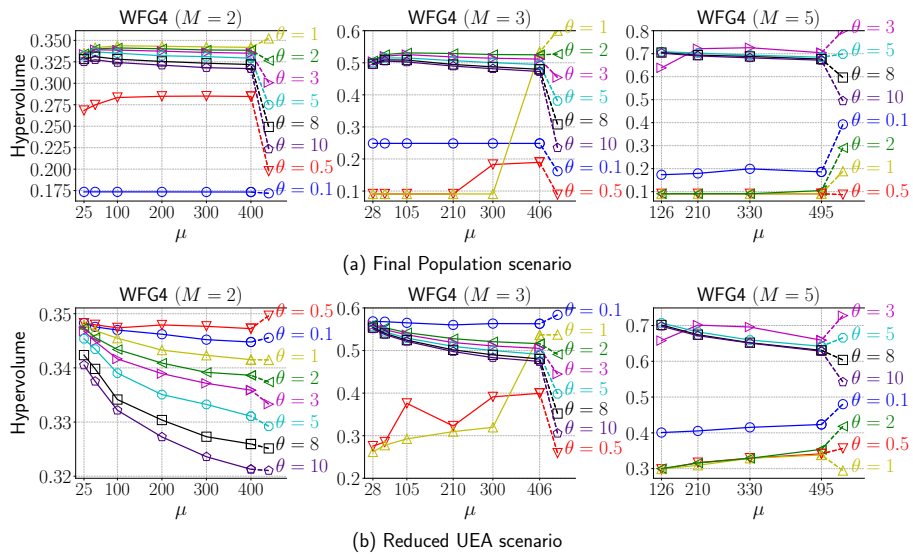 WFG4 (M = 2)
Hypervolume
0.350
0.325
0.300
0.275
0.250
0.225
0.200
0.175
25
100
200
300
400
μ
θ = 1
θ = 2
θ = 3
θ = 5
θ = 8
θ = 10
θ = 0.5
θ = 0.1
WFG4 (M = 3)
0.6
0.5
0.4
0.3
0.2
0.1
28
105
210
300
406
μ
θ = 1
θ = 2
θ = 3
θ = 5
θ = 8
θ = 10
θ = 0.1
θ = 0.5
WFG4 (M = 5)
0.8
0.7
0.6
0.5
0.4
0.3
0.2
0.1
126
210
330
495
μ
θ = 3
θ = 5
θ = 8
θ = 10
θ = 0.1
θ = 2
θ = 1
θ = 0.5
(a) Final Population scenario
WFG4 (M = 2)
Hypervolume
0.35
0.34
0.33
0.32
25
100
200
300
400
μ
θ = 0.5
θ = 0.1
θ = 1
θ = 2
θ = 3
θ = 5
θ = 8
θ = 10
WFG4 (M = 3)
0.6
0.5
0.4
0.3
0.2
28
105
210
300
406
μ
θ = 0.1
θ = 1
θ = 2
θ = 3
θ = 5
θ = 8
θ = 10
θ = 0.5
WFG4 (M = 5)
0.7
0.6
0.5
0.4
0.3
126
210
330
495
μ
θ = 3
θ = 5
θ = 8
θ = 10
θ = 0.1
θ = 2
θ = 0.5
θ = 1
(b) Reduced UEA scenario